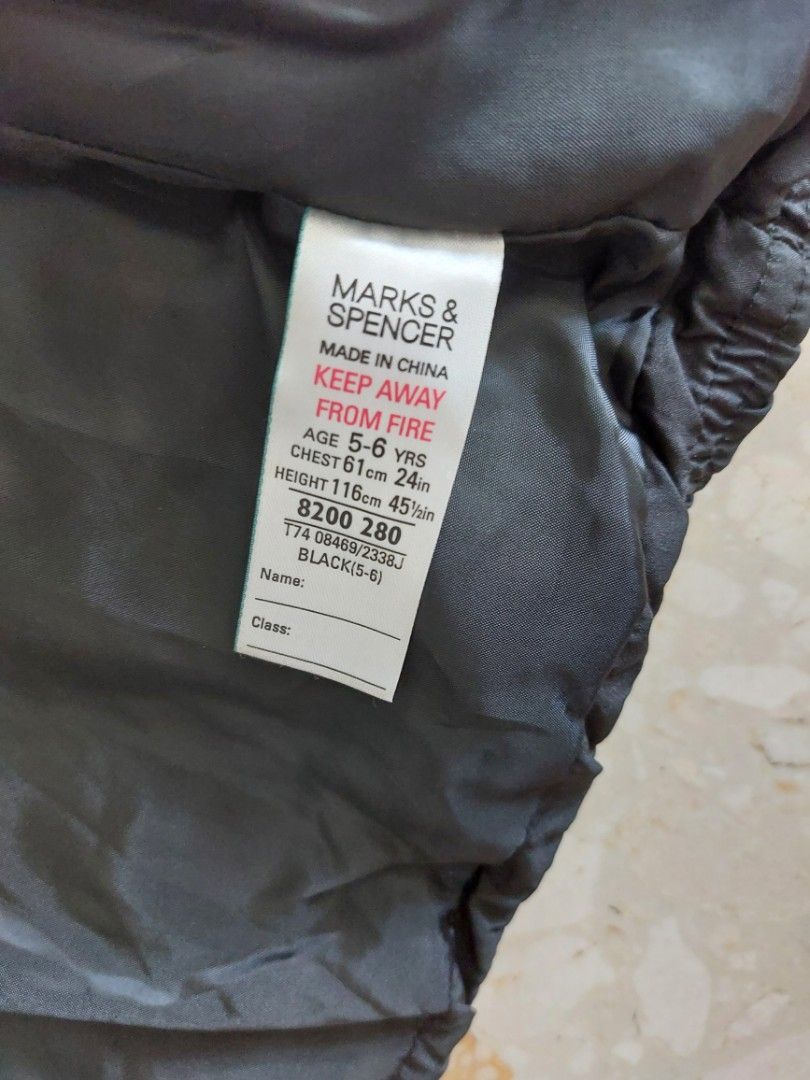 MARKS &
SPENCER
MADE IN CHINA
KEEP AWAY
FROM FIRE
AGE 5-6 YRS
CHEST 61cm 24in
HEIGHT 116cm 45½in
8200 280
T74 08469/2338J
BLACK(5-6)
Name:
Class: